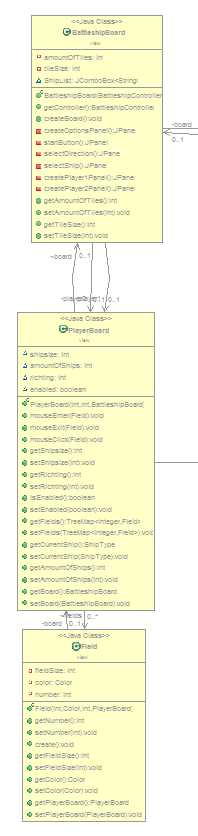 <<Java Class>>
BattleshipBoard
view
amountOfTiles: int
tileSize: int
ShipList: JComboBox<String>
BattleshipBoard(BattleshipController
getController():BattleshipController
createBoard():void
createOptionsPanel():JPane
startButton():JPanel
selectDirection():JPanel
selectShip():JPanel
createPlayer1Panel():JPanel
createPlayer2Panel():JPanel
getAmountOfTiles():int
setAmountOfTiles(int):void
getTileSize():int
setTileSize(int):void
-board
0..1
~board
0..1
0..1
<<Java Class>>
PlayerBoard
view
shipsize: int
amountOfShips: int
richting: int
enabled: boolean
PlayerBoard(int,int,BattleshipBoard)
mouseEnter(Field):void
mouseExit(Field):void
mouseClick(Field):void
getShipsize():int
setShipsize(int):void
getRichting():int
setRichting(int):void
isEnabled():boolean
setEnabled(boolean):void
getFields():TreeMap<Integer,Field>
setFields(TreeMap<Integer,Field>):void
getCurrentShip():ShipType
setCurrentShip(ShipType):void
getAmountOfShips():int
setAmountOfShips(int):void
getBoard():BattleshipBoard
setBoard(BattleshipBoard):void
~fields
-board
0..1
0..*
<<Java Class>>
Field
view
fieldSize: int
color: Color
number: int
Field(int,Color,int,PlayerBoard)
getNumber():int
setNumber(int):void
create():void
getFieldSize():int
setFieldSize(int):void
getColor():Color
setColor(Color):void
getPlayerBoard():PlayerBoard
setPlayerBoard(PlayerBoard):void